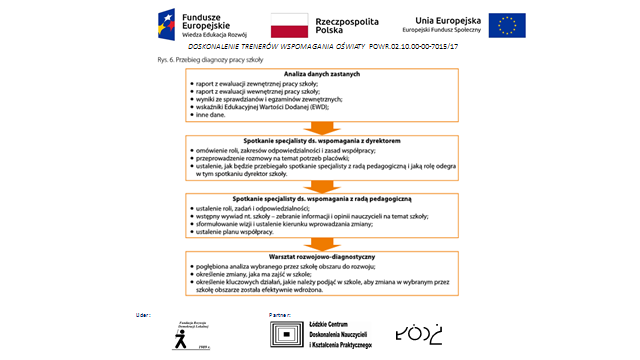 Fundusze
Europejskie
Wiedza Edukacja Rozwój
Rzeczpospolita
Polska
Unia Europejska
Europejski Fundusz Społeczny
DOSKONALENIE TRENERÓW WSPOMAGANIA OŚWIATY POWR.02.10.00-00-7015/17
Rys. 6. Przebieg diagnozy pracy szkoły
Analiza danych zastanych
• raport z ewaluacji zewnętrznej pracy szkoły;
• raport z ewaluacji wewnętrznej pracy szkoły;
• wyniki ze sprawdzianów i egzaminów zewnętrznych;
• wskaźniki Edukacyjnej Wartości Dodanej (EWD);
• inne dane.
Spotkanie specjalisty ds. wspomagania z dyrektorem
• omówienie roli, zakresów odpowiedzialności i zasad współpracy;
• przeprowadzenie rozmowy na temat potrzeb placówki;
• ustalenie, jak będzie przebiegało spotkanie specjalisty z radą pedagogiczną i jaką rolę odegra
w tym spotkaniu dyrektor szkoły.
Spotkanie specjalisty ds. wspomagania z radą pedagogiczną
• ustalenie roli, zadań i odpowiedzialności;
• wstępny wywiad nt. szkoły – zebranie informacji i opinii nauczycieli na temat szkoły;
• sformułowanie wizji i ustalenie kierunku wprowadzania zmiany;
• ustalenie planu współpracy.
Warsztat rozwojowo-diagnostyczny
• pogłębiona analiza wybranego przez szkołę obszaru do rozwoju;
• określenie zmiany, jaka ma zajść w szkole;
• określenie kluczowych działań, jakie należy podjąć w szkole, aby zmiana w wybranym przez
szkołę obszarze została efektywnie wdrożona.
Lider:
Partner:
Fundacja Rozwoju
Demokracji Lokalnej
1989 r.
Łódzkie Centrum
Doskonalenia Nauczycieli
i Kształcenia Praktycznego
ŁÓDŹ